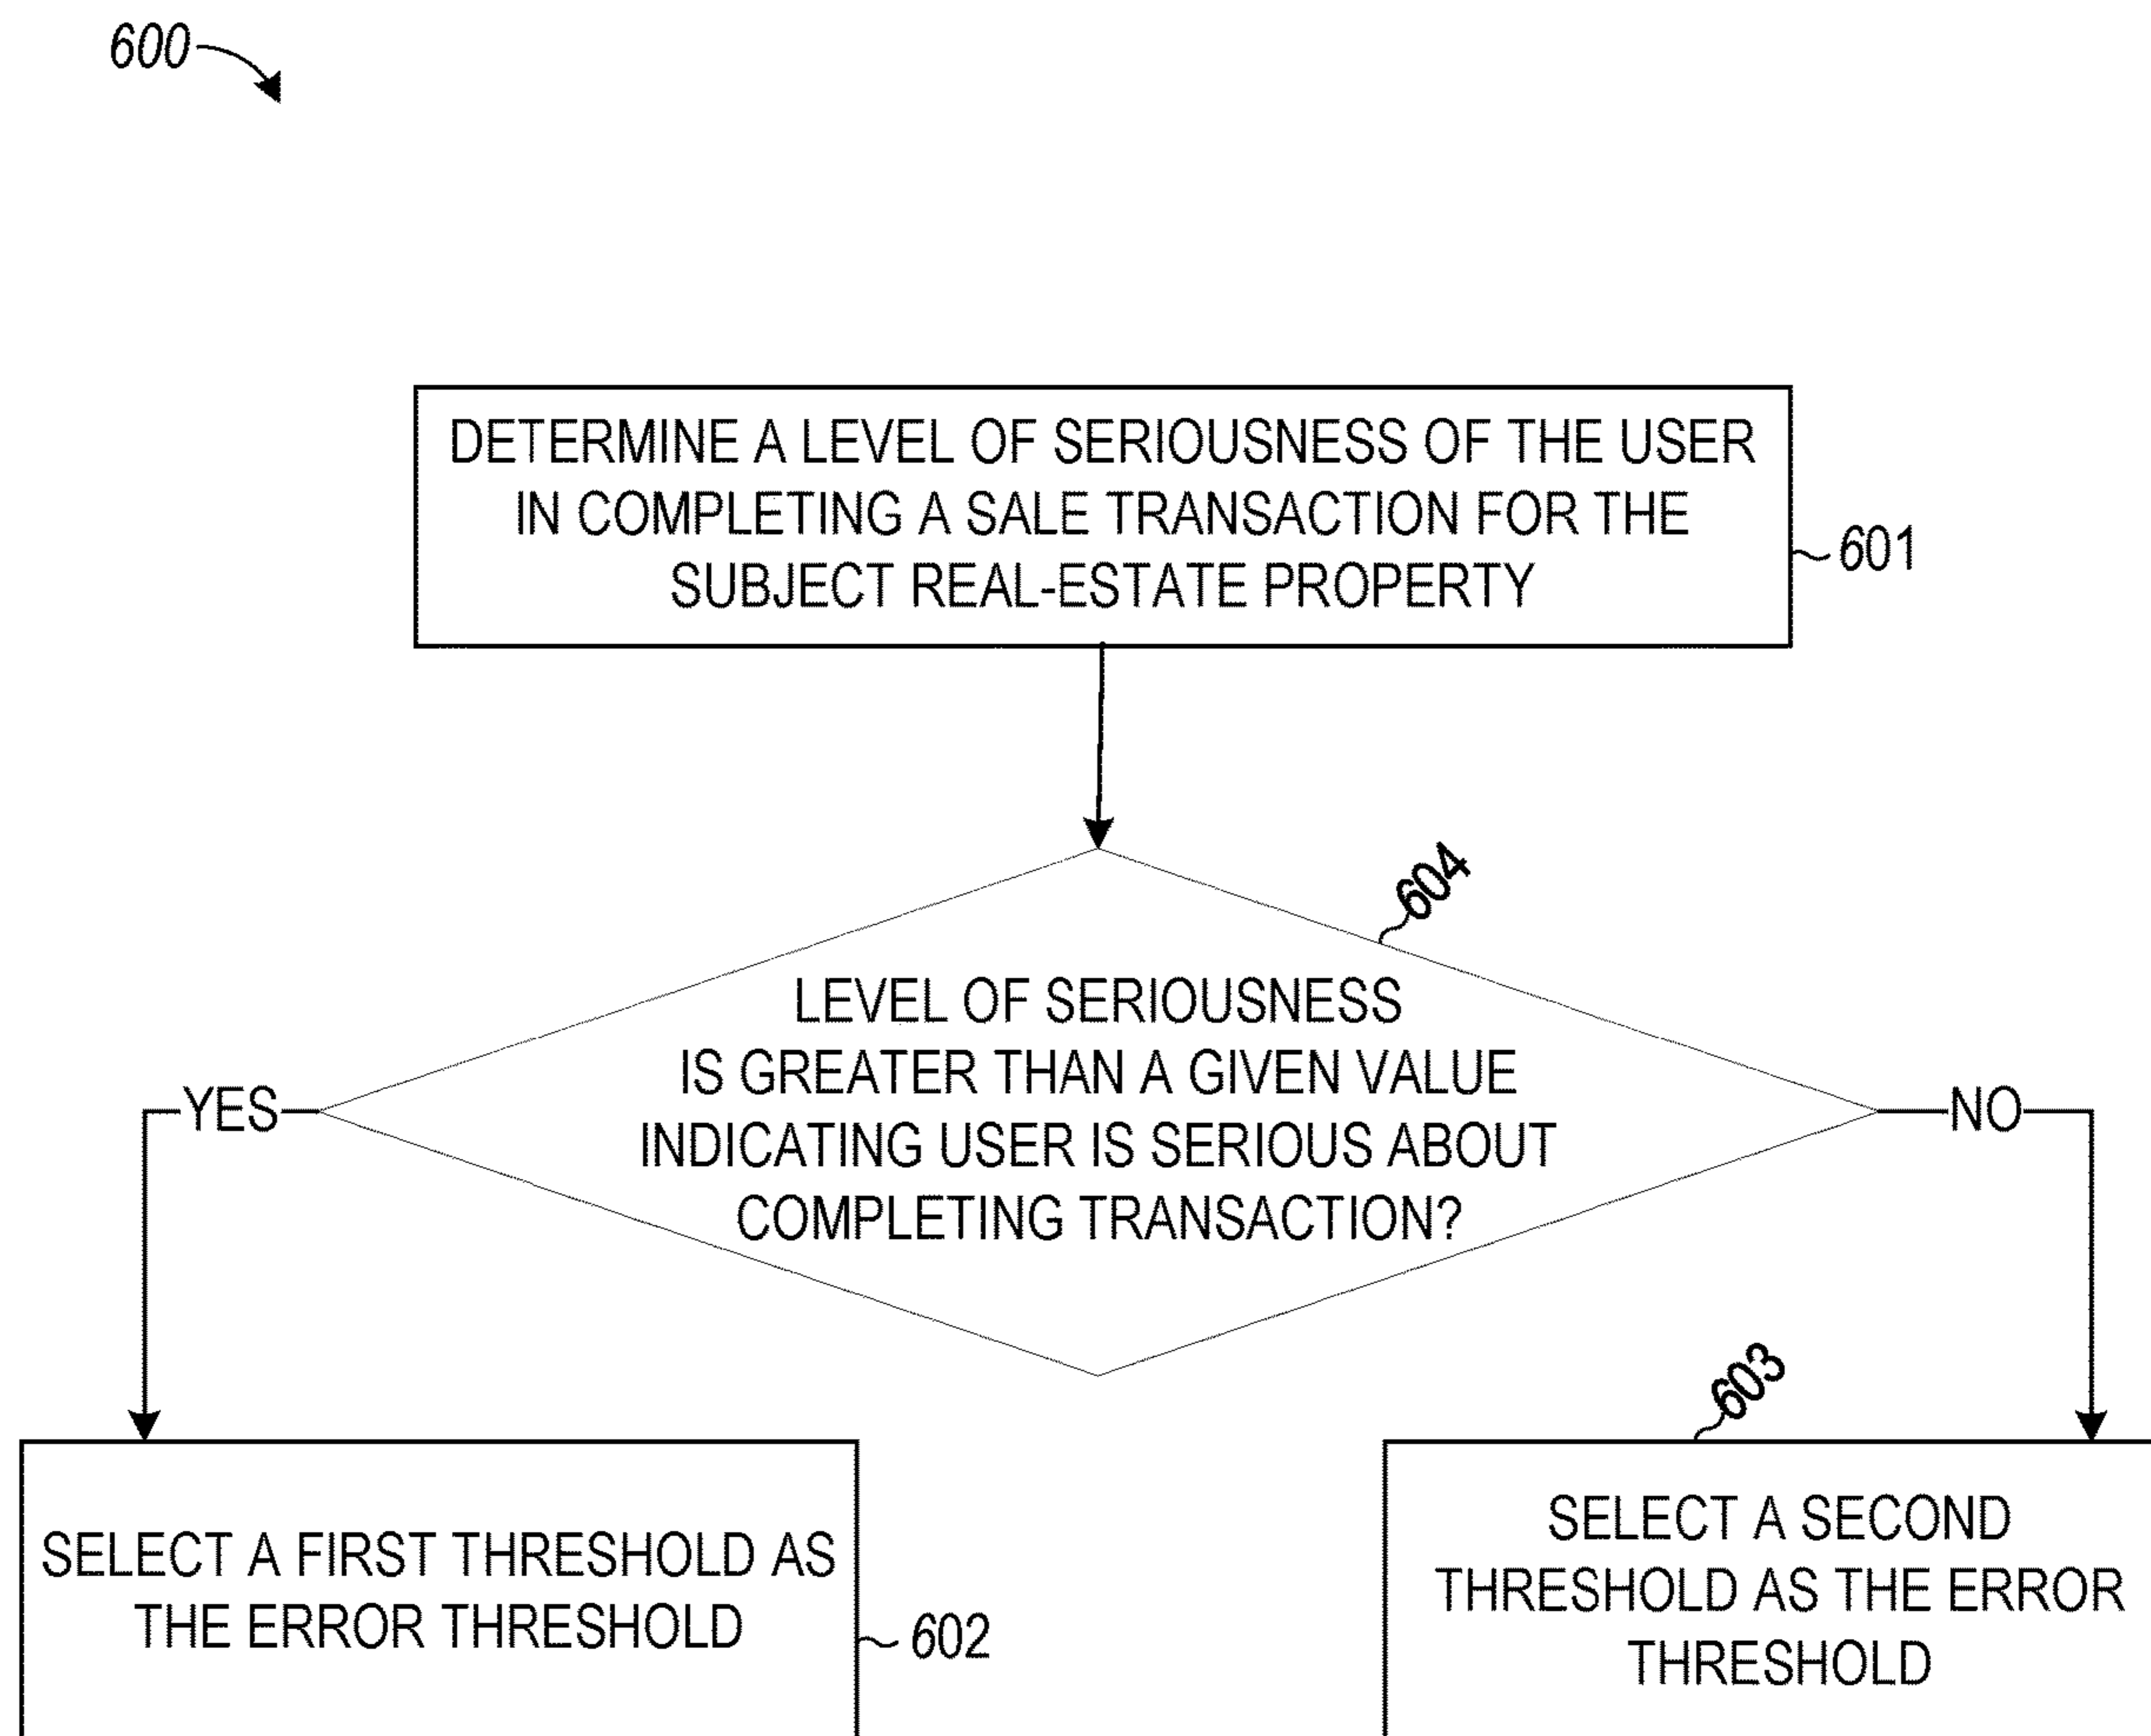 600
DETERMINE A LEVEL OF SERIOUSNESS OF THE USER
IN COMPLETING A SALE TRANSACTION FOR THE
SUBJECT REAL-ESTATE PROPERTY
601
604
LEVEL OF SERIOUSNESS
IS GREATER THAN A GIVEN VALUE
INDICATING USER IS SERIOUS ABOUT
COMPLETING TRANSACTION?
YES
NO
603
SELECT A FIRST THRESHOLD AS
THE ERROR THRESHOLD
602
SELECT A SECOND
THRESHOLD AS THE ERROR
THRESHOLD